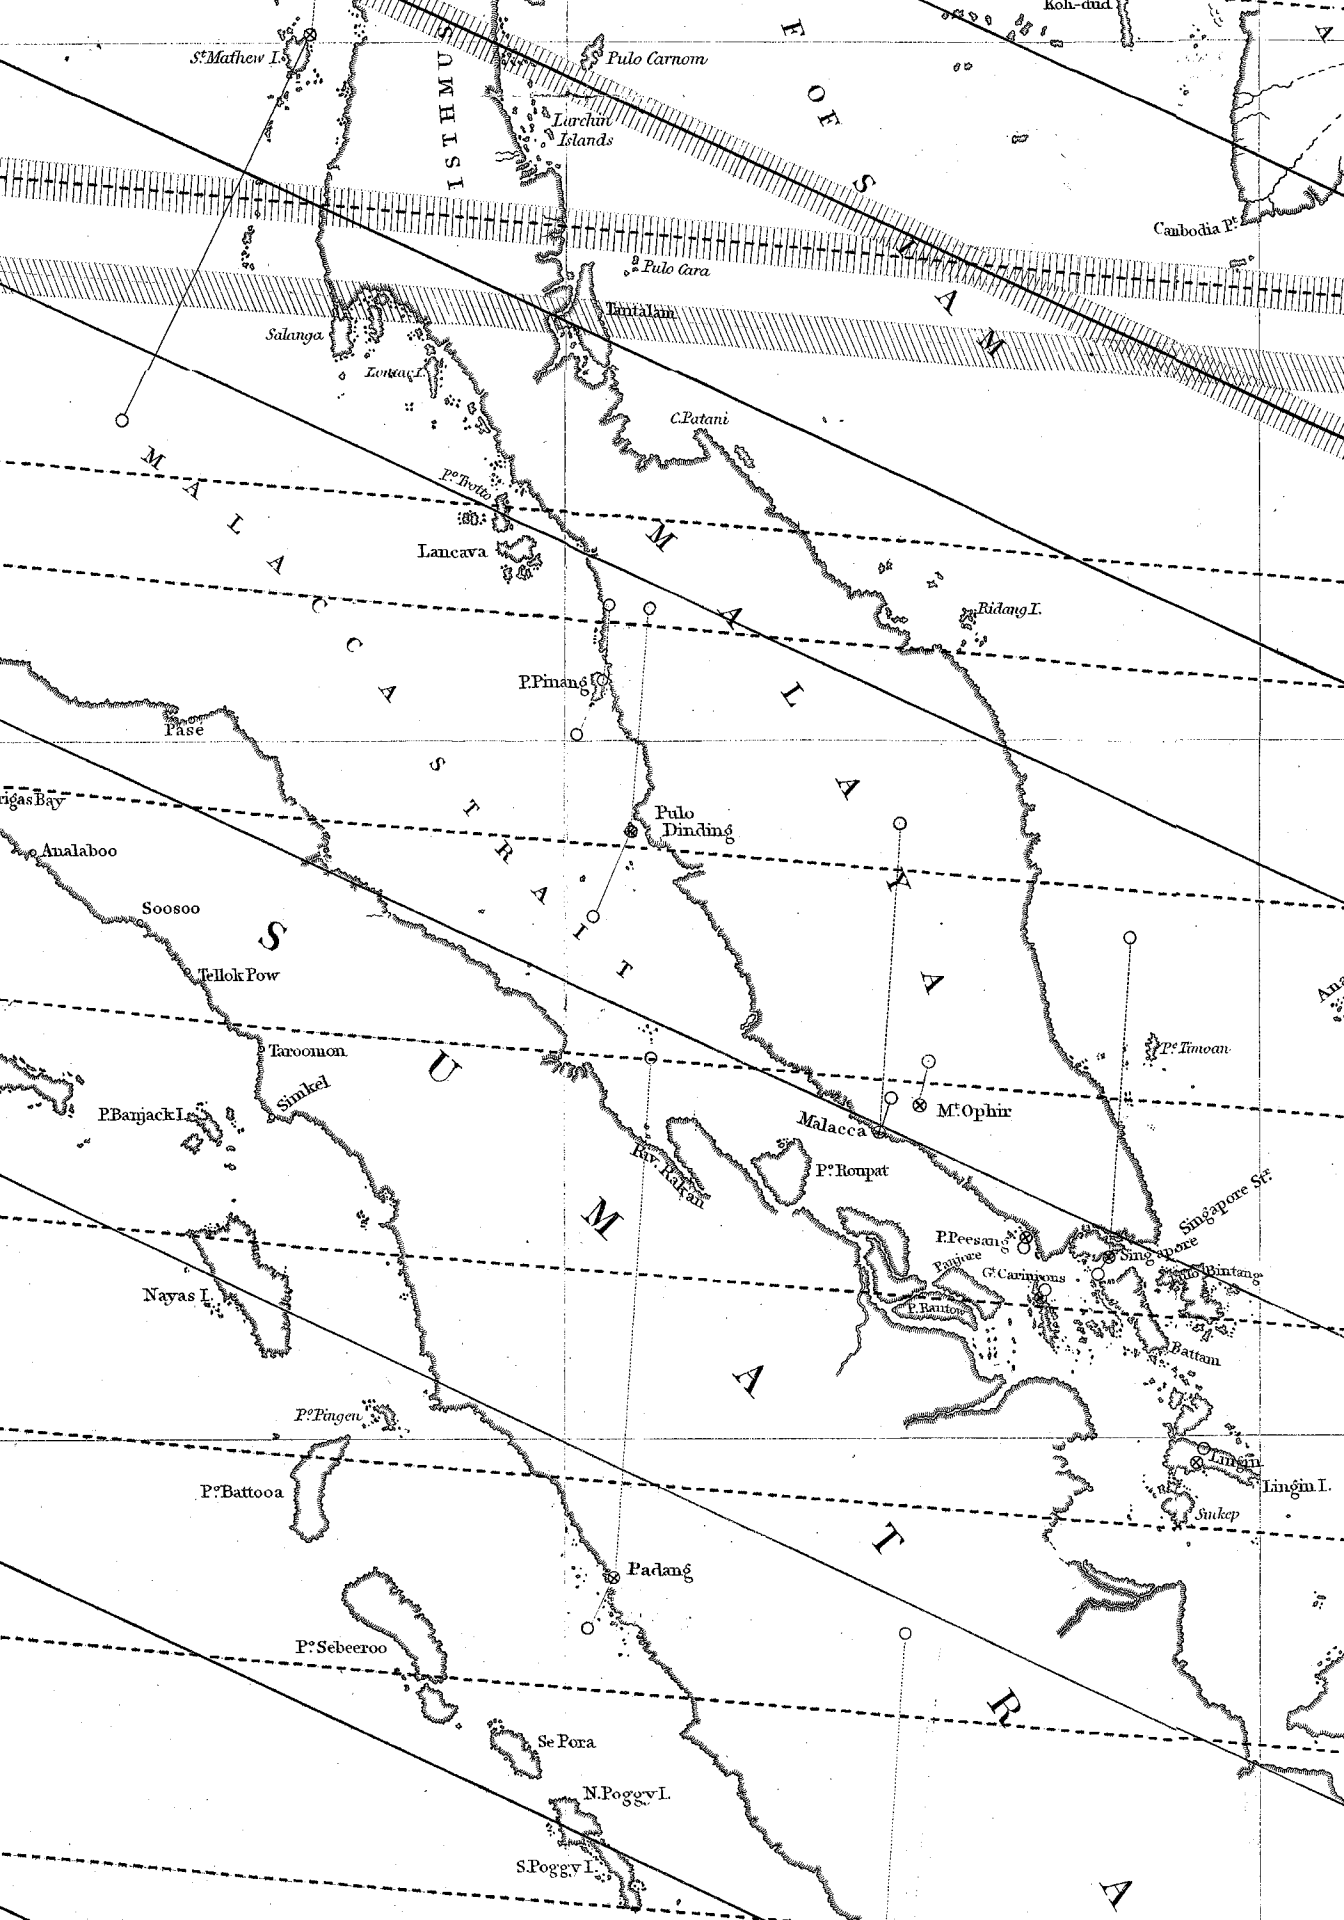 Koh-dud
St. Mathew I.
Pulo Carnom
ISTHMUS
Larchin
Islands
F OF SIAM
Cambodia Pt.
Pulo Cara
Tantalam
Salanga
C. Patani
Po. Trotto
Lancava
MALACCA STRAIT
MALAYA
Ridang I.
P. Pinang
Pase
Pulo
Dinding
Analaboo
Soosoo
Tellok Pow
Taroomon
Simkel
P. Banjack I.
Po. Timoan
Mt. Ophir
Malacca
Riv. Rakan
Po. Ronpat
Singapore Str.
P. Peesang
Singapore
Panjore
Gt. Carimons
Bintang
P. Rantow
Battam
Nayas I.
SUMATRA
Po. Pingen
Po. Battooa
Lingin
Lingin I.
Sinkep
Padang
Po. Sebeeroo
Se Pora
N. Poggy I.
S. Poggy I.